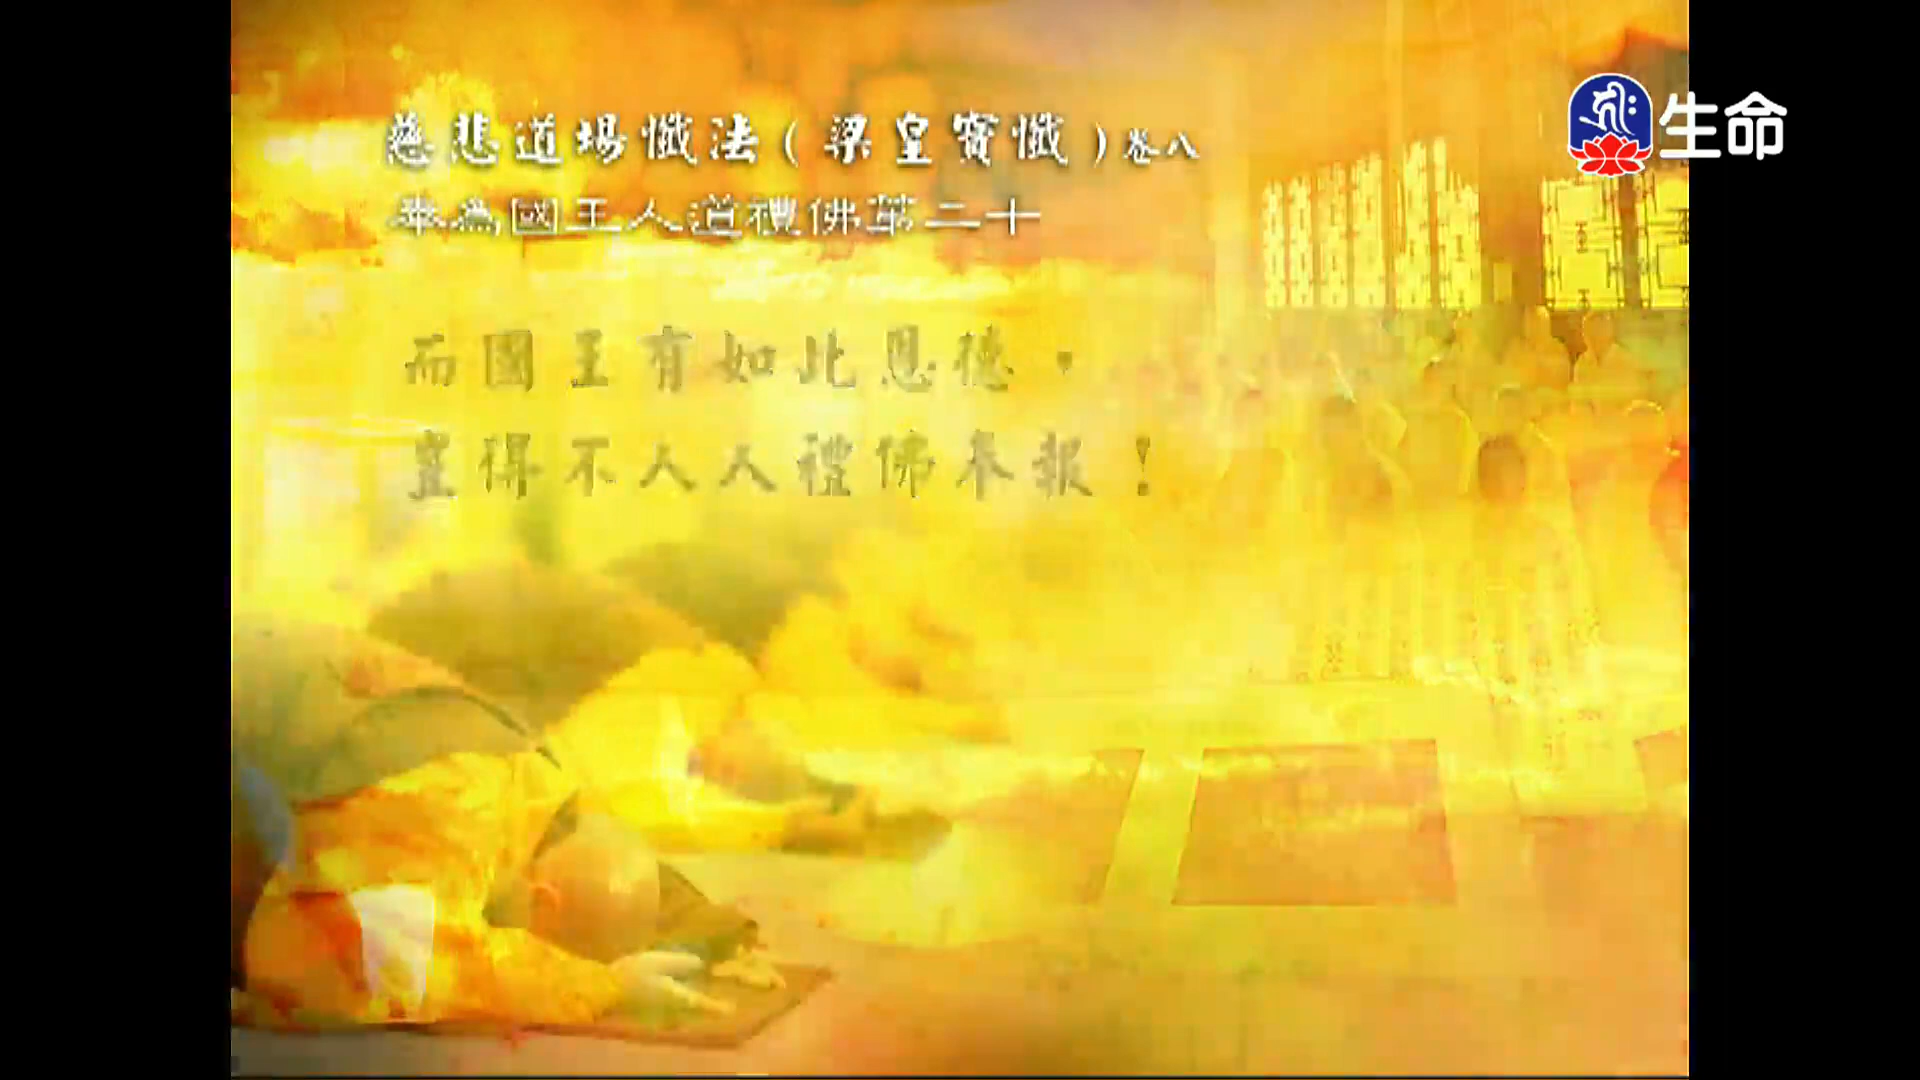 慈悲道場懺法(梁皇寶懺)卷八
奉為國王人道禮佛第二十
而國王有如此恩德，
豈得不人人禮佛奉報！
生命